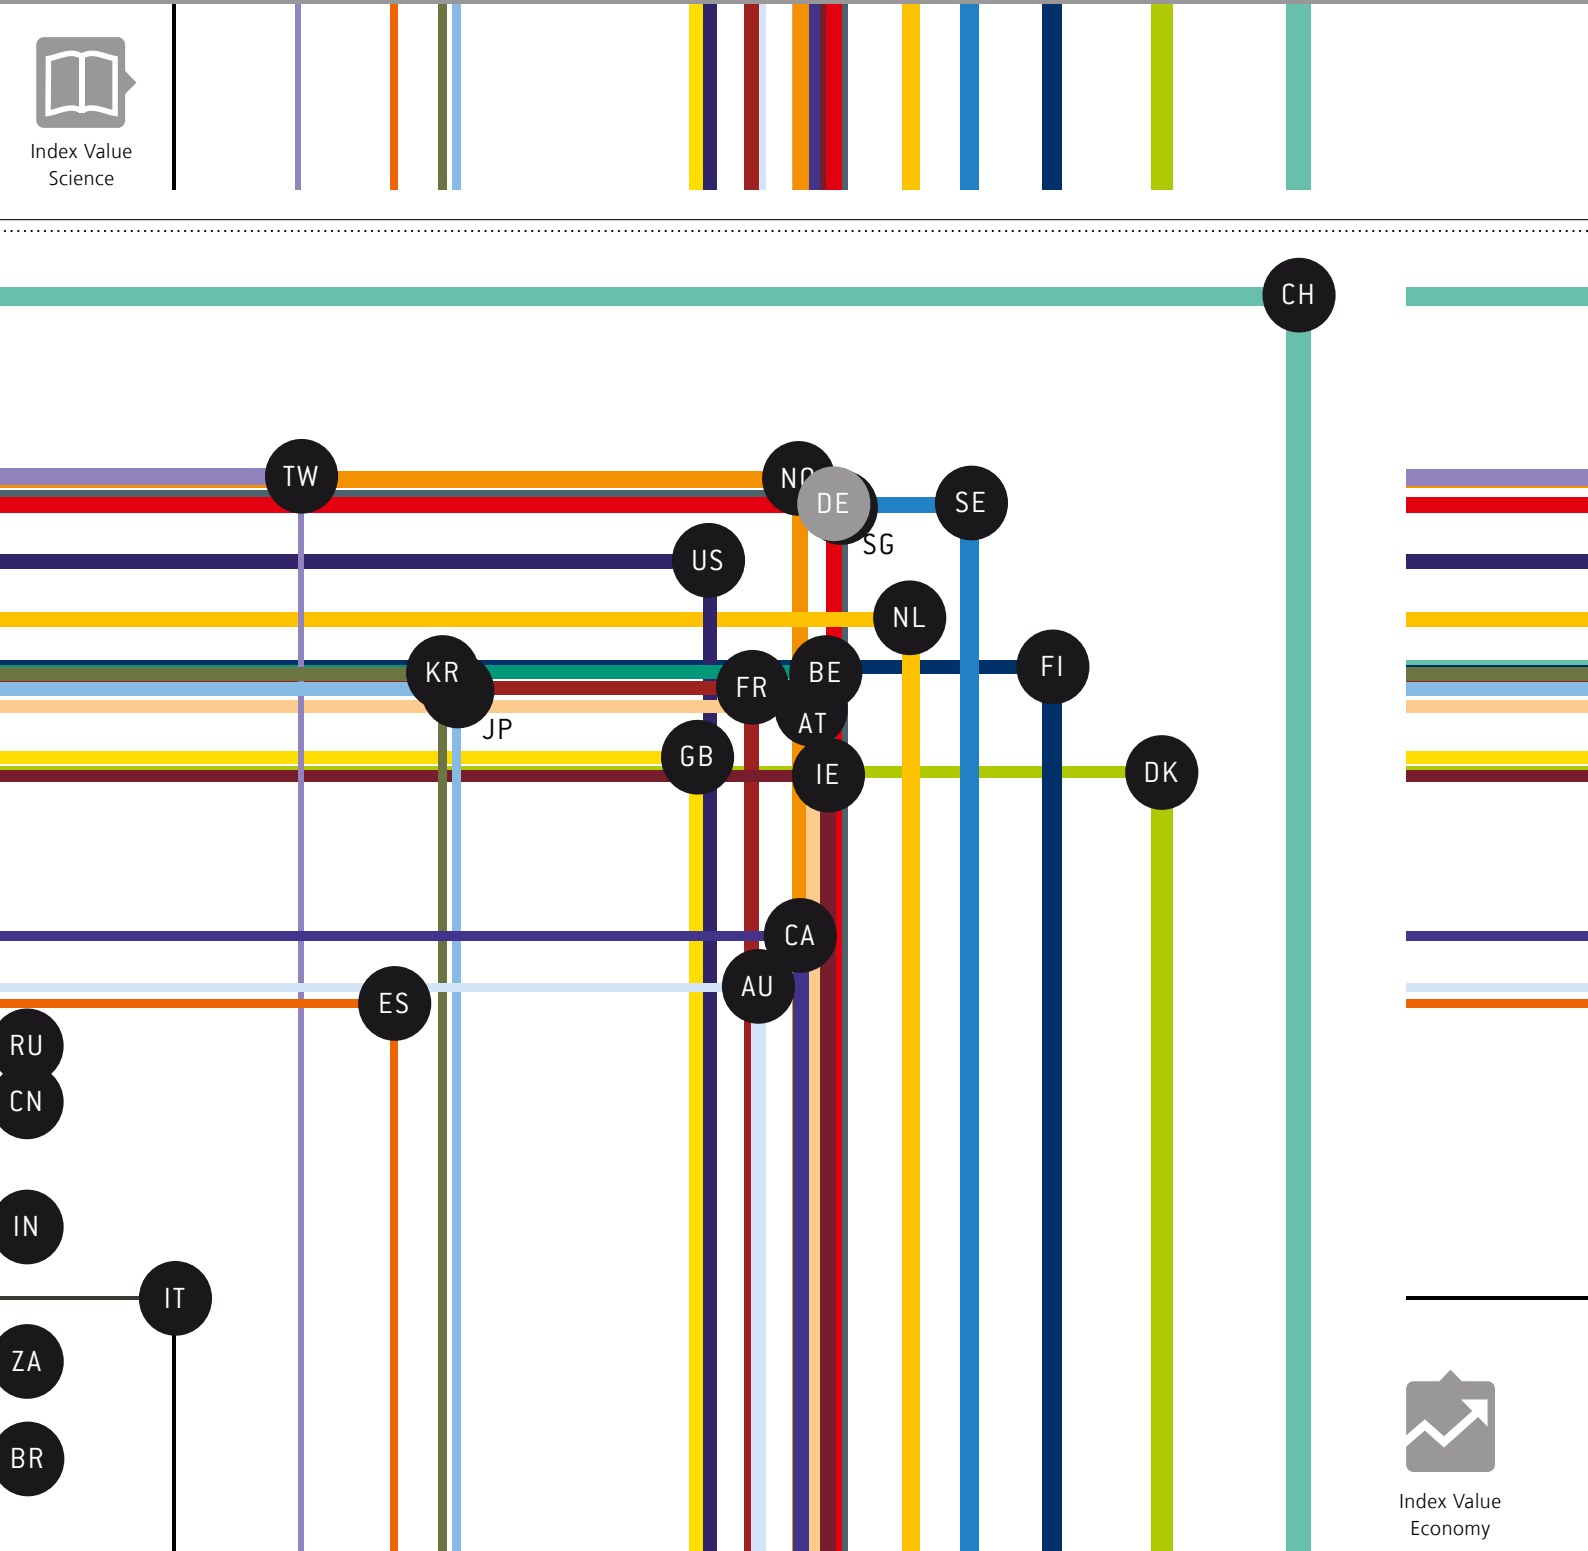 Index Value
Science
CH
TW
NO
DE
SE
SG
US
NL
KR
BE
FI
FR
JP
AT
GB
IE
DK
CA
AU
ES
RU
CN
IN
IT
ZA
BR
Index Value
Economy